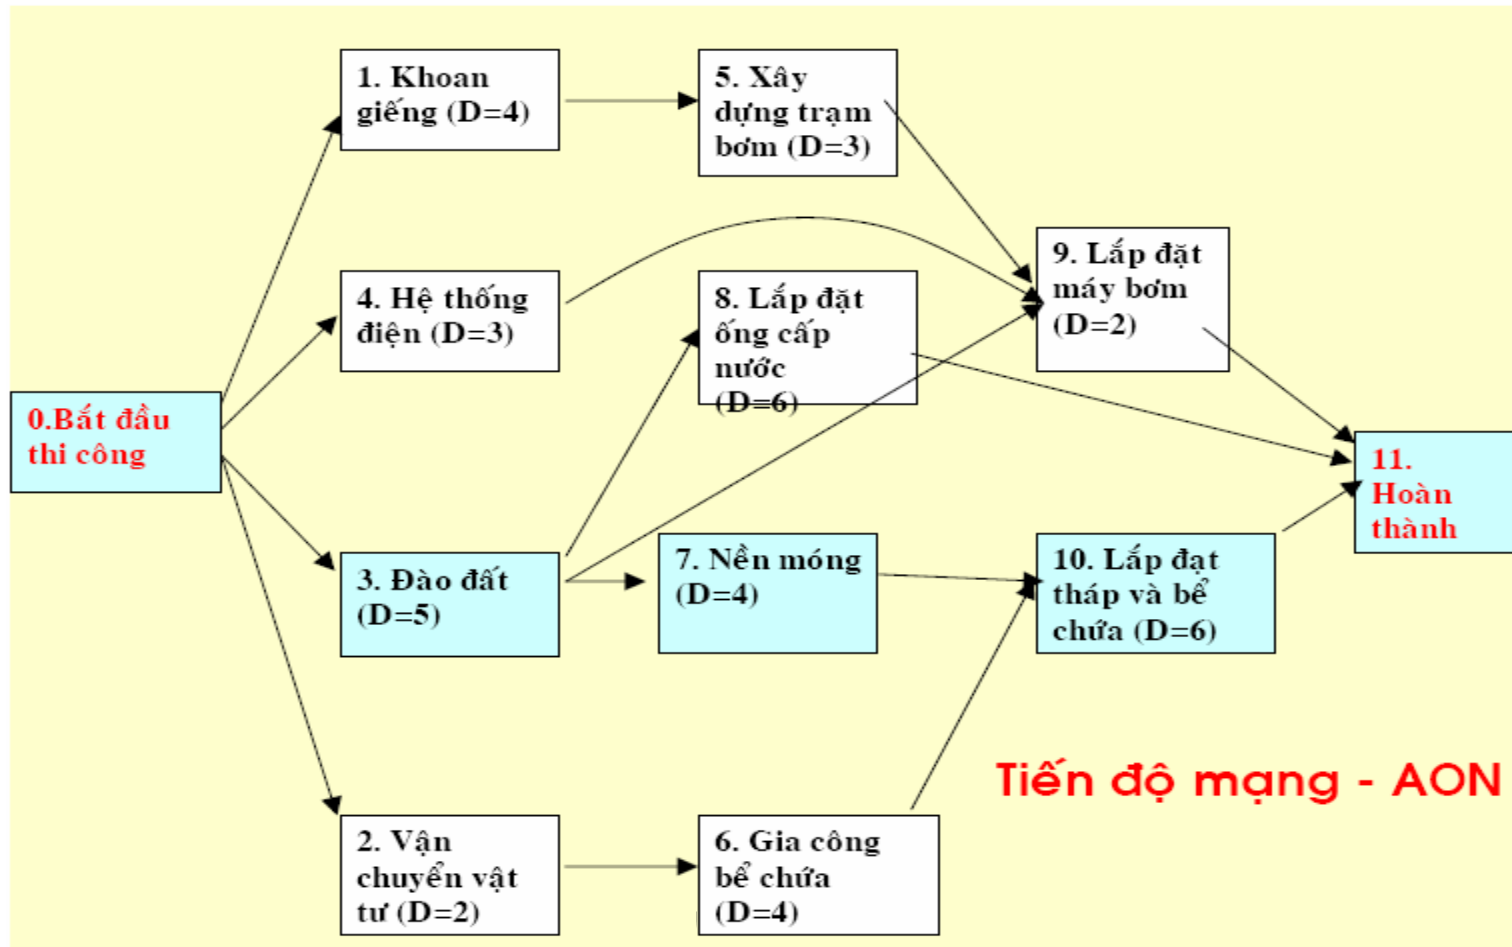 1. Khoan
giếng (D=4)
5. Xây
dựng trạm
bơm (D=3)
9. Lắp đặt
máy bơm
(D=2)
4. Hệ thống
điện (D=3)
8. Lắp đặt
ống cấp
nước
(D=6)
0.Bắt đầu
thi công
11.
Hoàn
thành
3. Đào đất
(D=5)
7. Nền móng
(D=4)
10. Lắp đạt
tháp và bể
chứa (D=6)
2. Vận
chuyển vật
tư (D=2)
6. Gia công
bể chứa
(D=4)
Tiến độ mạng - AON